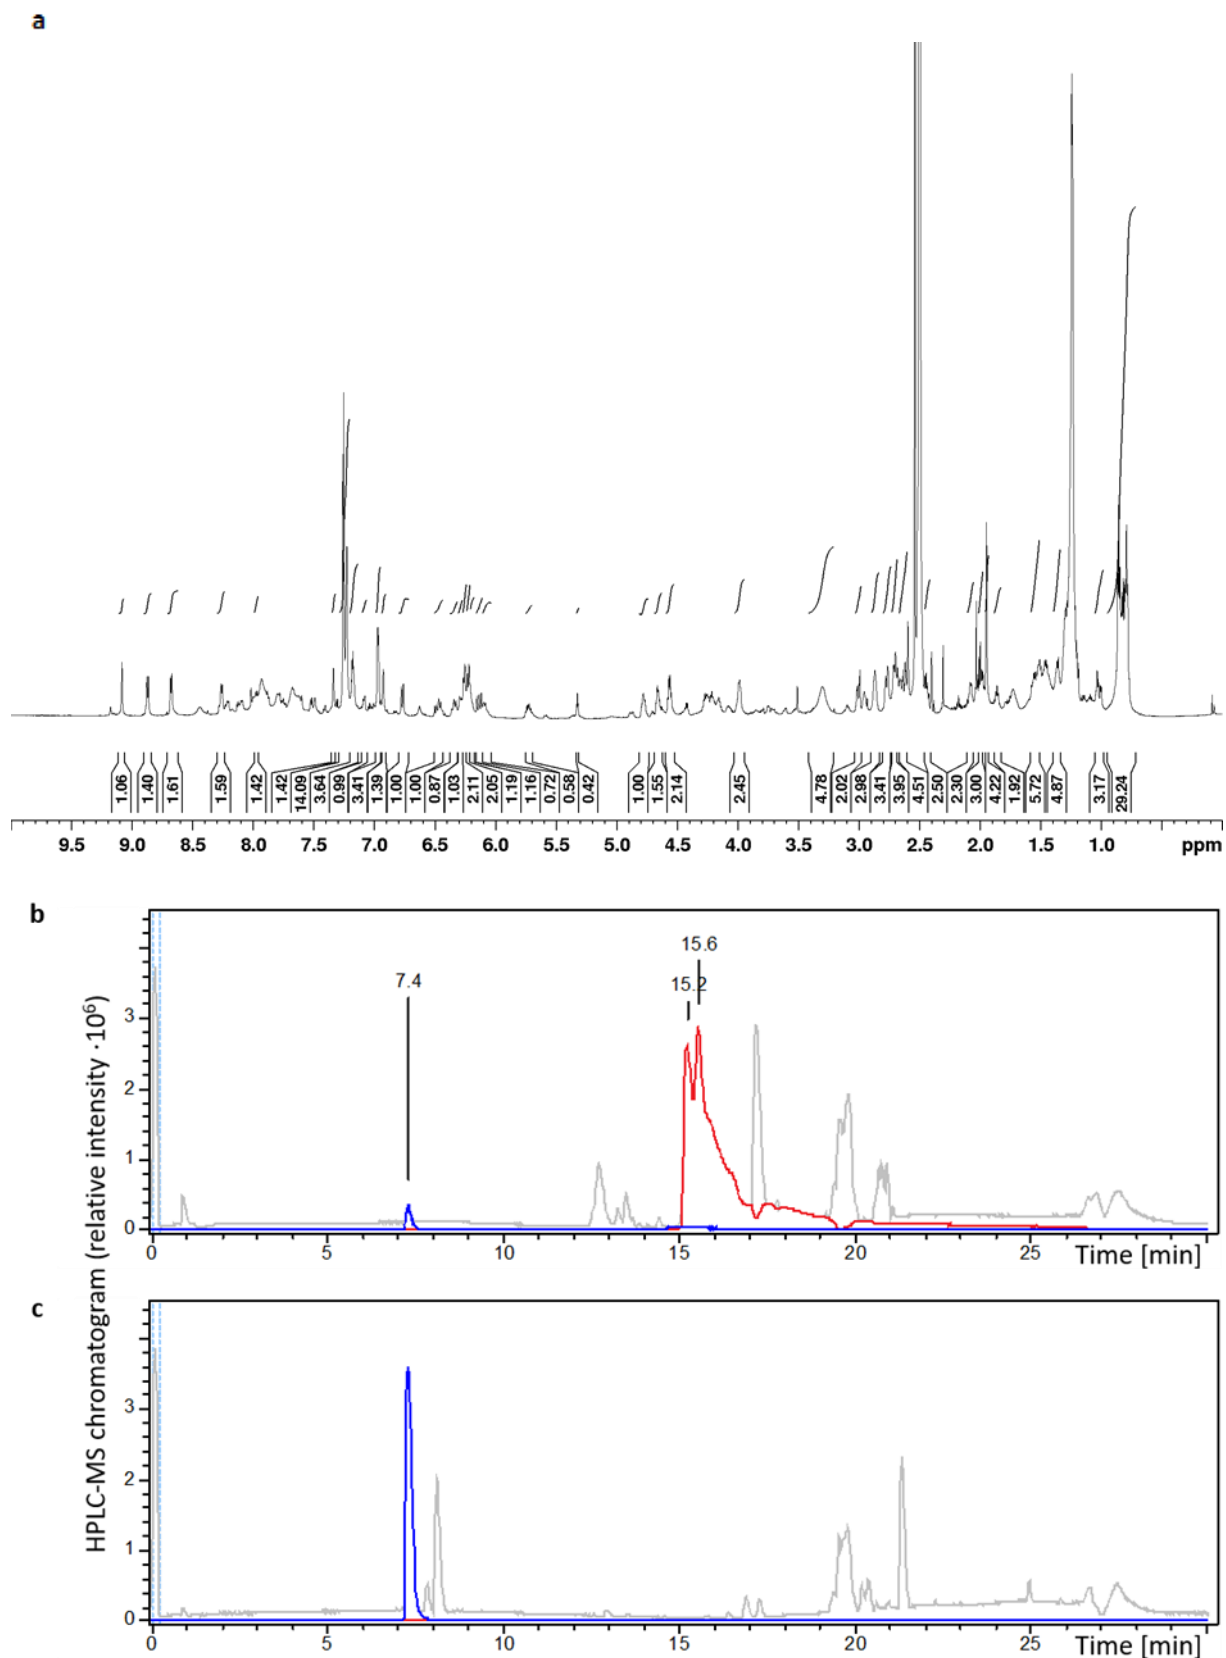 a
1.06 1.40 1.61 1.59 1.42 1.42 14.09 3.64 0.99 3.41 1.39 1.00 1.00 0.87 1.03 2.11 2.05 1.19 1.16 0.72 0.58 0.42 1.00 1.55 2.14 2.45 4.78 2.02 2.98 3.41 3.95 4.51 2.50 2.30 3.00 4.22 1.92 5.72 4.87 3.17 29.24
9.5 9.0 8.5 8.0 7.5 7.0 6.5 6.0 5.5 5.0 4.5 4.0 3.5 3.0 2.5 2.0 1.5 1.0 ppm
b
HPLC-MS chromatogram (relative intensity ·10⁶)
15.6
7.4
15.2
3
2
1
0
0 5 10 15 20 25 Time [min]
c
3
2
1
0
0 5 10 15 20 25 Time [min]